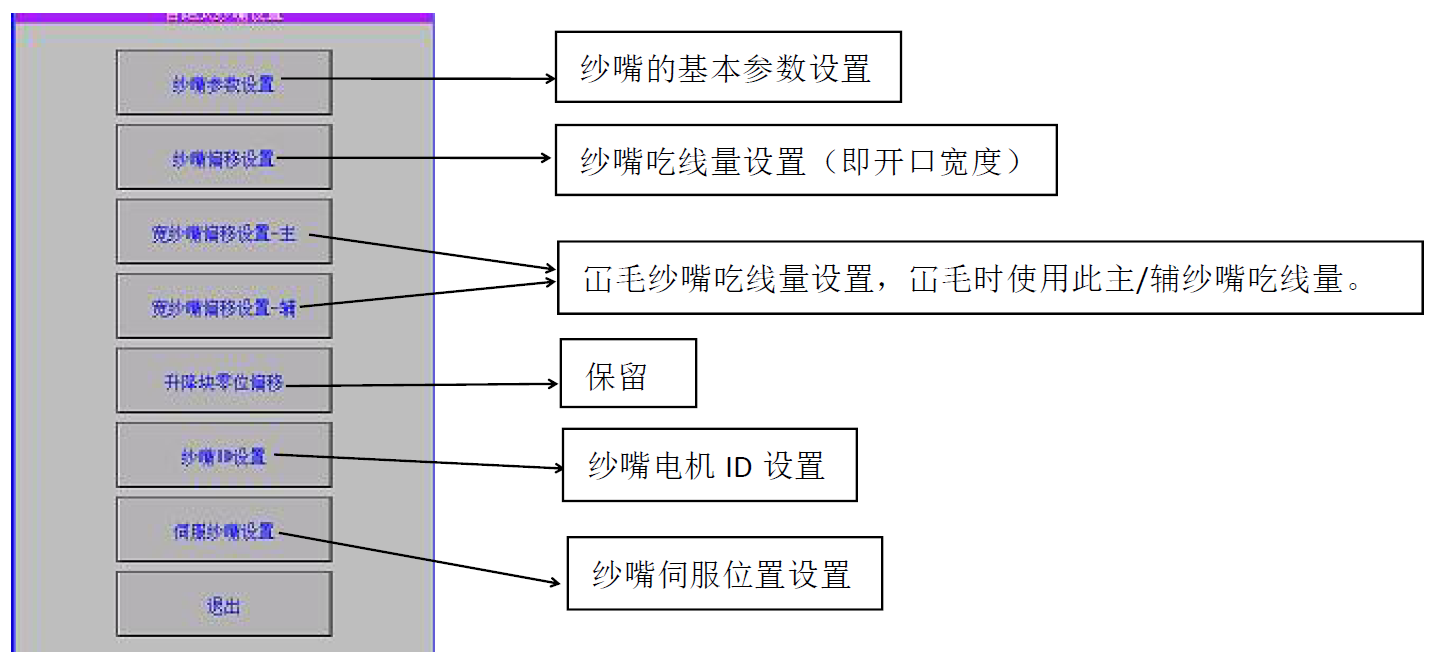 纱嘴参数设置
纱嘴的基本参数设置
纱嘴偏移设置
纱嘴吃线量设置（即开口宽度）
宽纱嘴偏移设置-主
宽纱嘴偏移设置-辅
冚毛纱嘴吃线量设置，冚毛时使用此主/辅纱嘴吃线量。
升降块零位偏移
保留
纱嘴ID设置
纱嘴电机 ID 设置
伺服纱嘴设置
纱嘴伺服位置设置
退出